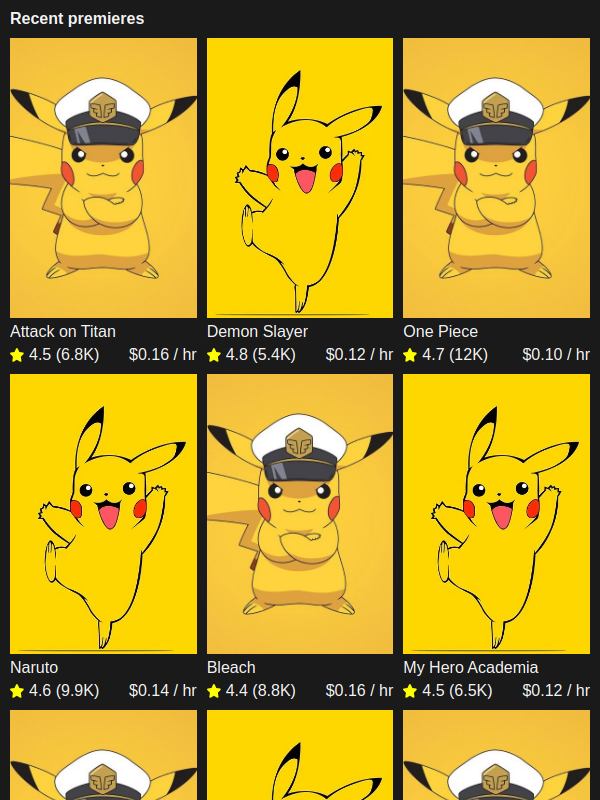 Recent premieres
Attack on Titan
4.5 (6.8K) $0.16 / hr
Demon Slayer
4.8 (5.4K) $0.12 / hr
One Piece
4.7 (12K) $0.10 / hr
Naruto
4.6 (9.9K) $0.14 / hr
Bleach
4.4 (8.8K) $0.16 / hr
My Hero Academia
4.5 (6.5K) $0.12 / hr